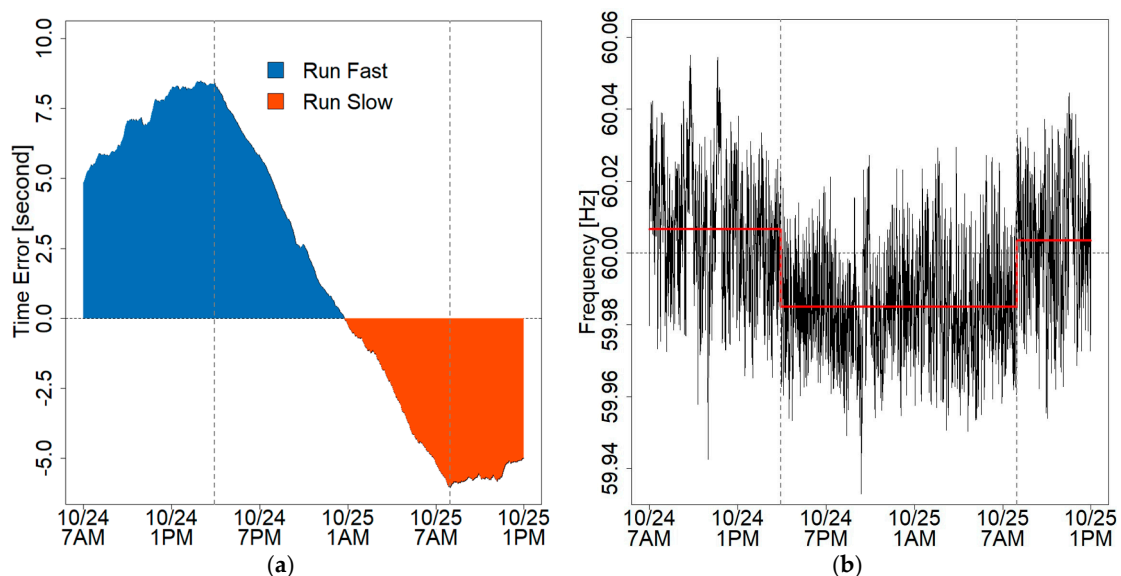 10.0
7.5
5.0
2.5
0.0
-2.5
-5.0
Time Error [second]
Run Fast
Run Slow
10/24 10/24 10/24 10/25 10/25 10/25
7AM 1PM 7PM 1AM 7AM 1PM
(a)
60.06
60.04
60.02
60.00
59.98
59.96
59.94
Frequency [Hz]
10/24 10/24 10/24 10/25 10/25 10/25
7AM 1PM 7PM 1AM 7AM 1PM
(b)